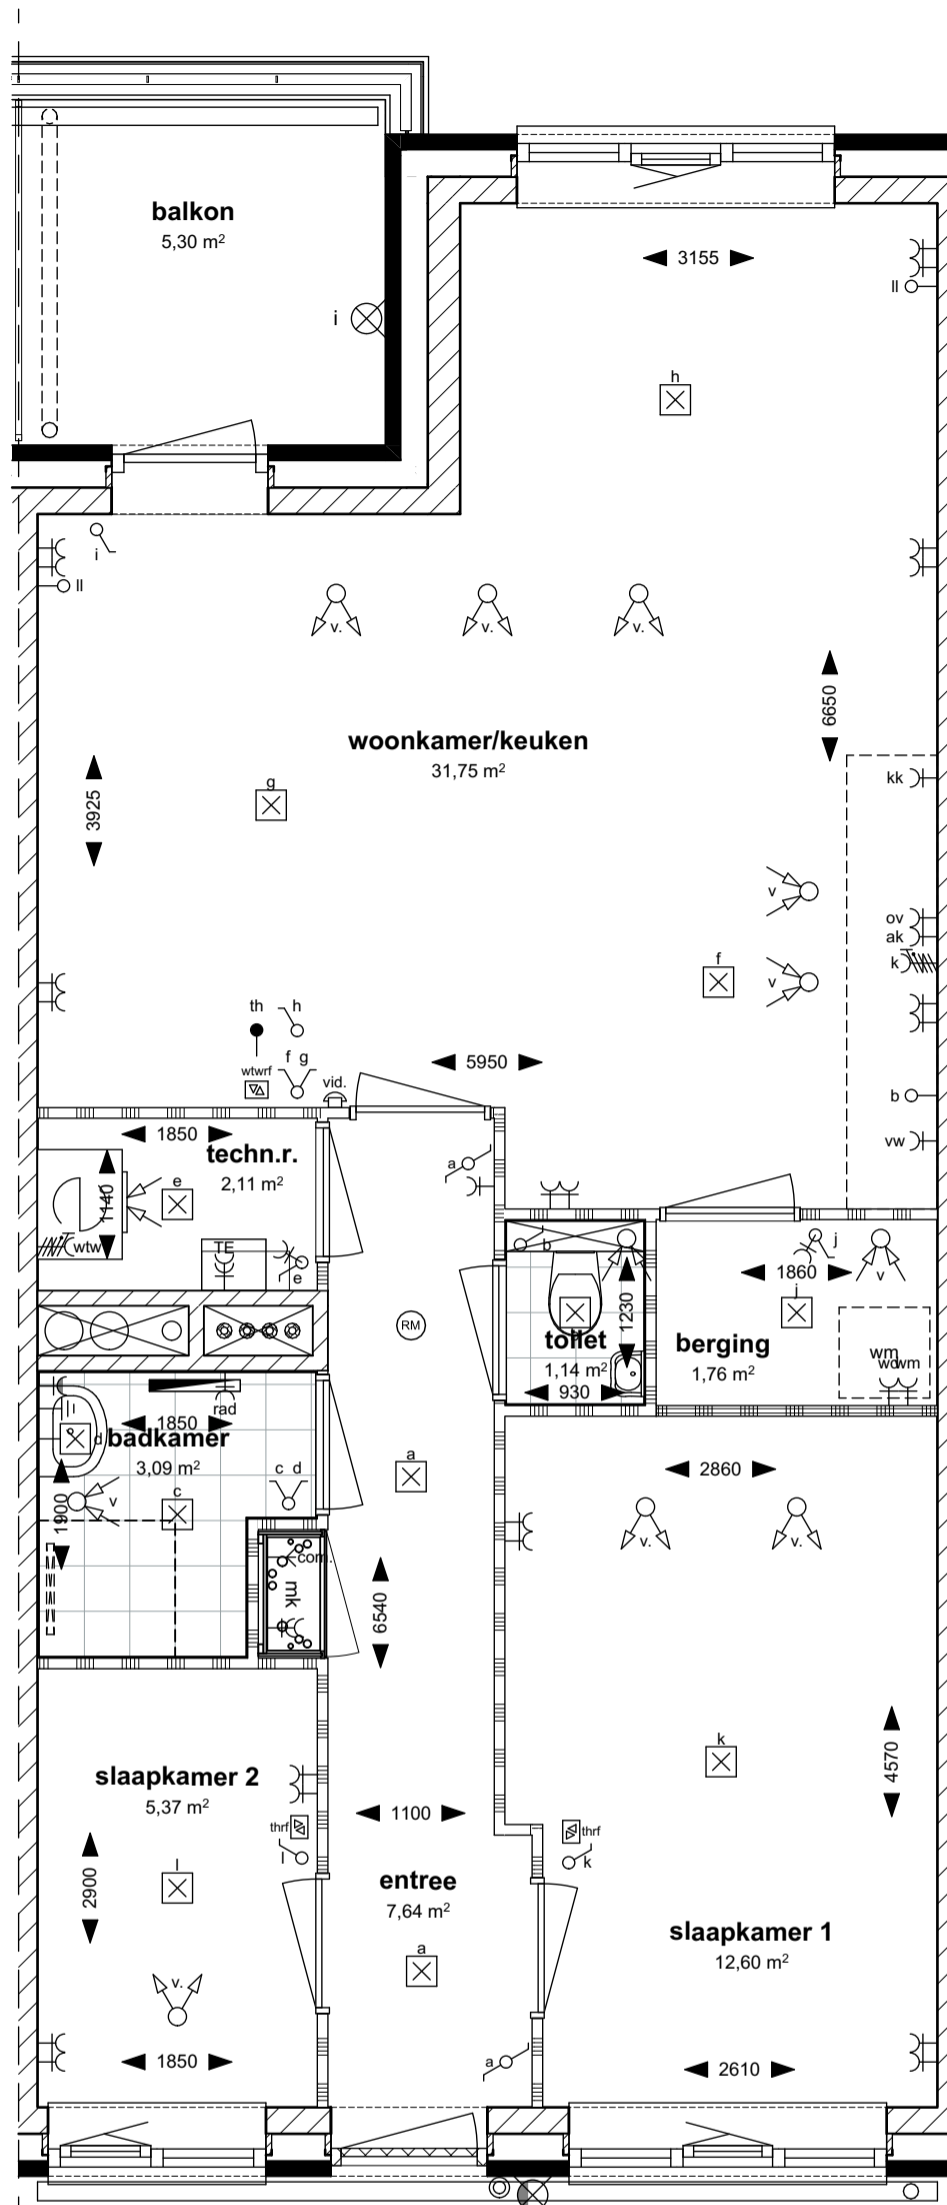 balkon
5,30 m²
i
3155
ll
h
i
ll
v.
v.
v.
6650
woonkamer/keuken
31,75 m²
kk
g
3925
v
ov
ak
f
k
v
th
h
f g
5950
wtwrf
vid.
b
1850
vw
techn.r.
a
2,11 m²
e
1140
wtw
TE
e
b
j
v
1860
j
1230
RM
toilet
1,14 m²
berging
1,76 m²
wm
wd
wm
930
rad
1850
d
badkamer
3,09 m²
a
c d
2860
v
c
1900
v.
v.
com.
mk
6540
k
slaapkamer 2
5,37 m²
4570
1100
thrf
thrf
l
k
entree
7,64 m²
l
2900
slaapkamer 1
12,60 m²
a
v.
a
1850
2610